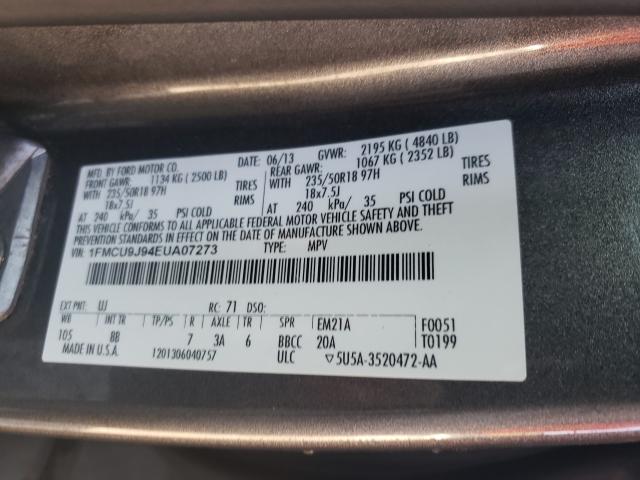 MFD. BY FORD MOTOR CO. DATE: 06/13 GVWR: 2195 KG ( 4840 LB)
FRONT GAWR: 1134 KG ( 2500 LB) REAR GAWR: 1067 KG ( 2352 LB)
WITH 235/50R18 97H TIRES WITH 235/50R18 97H TIRES
18x7.5J RIMS 18x7.5J RIMS
AT 240 kPa/ 35 PSI COLD AT 240 kPa/ 35 PSI COLD
THIS VEHICLE CONFORMS TO ALL APPLICABLE FEDERAL MOTOR VEHICLE SAFETY AND THEFT
PREVENTION STANDARDS IN EFFECT ON THE DATE OF MANUFACTURE SHOWN ABOVE.
VIN: 1FMCU9J94EUA07273 TYPE: MPV
EXT PNT: UJ RC: 71 DSO:
WB INT TR TP/PS R AXLE TR SPR EM21A F0051
105 BB 7 3A 6 BBCC 20A T0199
MADE IN U.S.A. 1201306040757 ULC ▽5U5A-3520472-AA